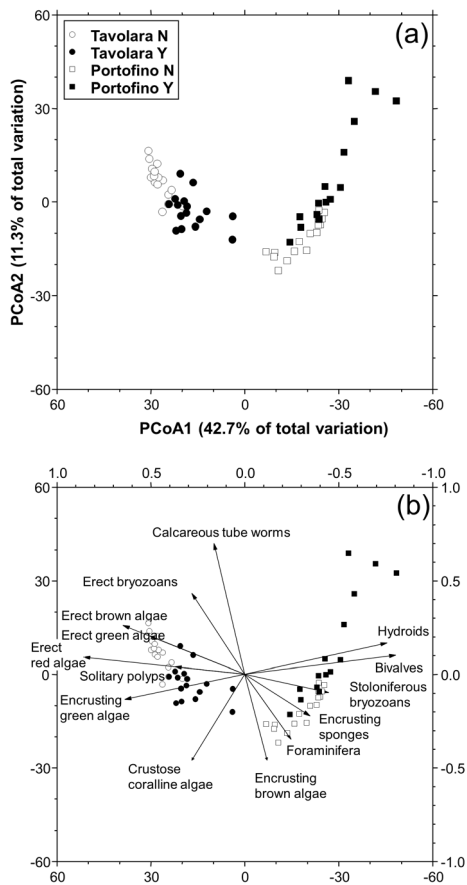 (a)
Tavolara N
Tavolara Y
Portofino N
Portofino Y
60
30
0
-30
-60
PCoA2 (11.3% of total variation)
60 30 0 -30 -60
PCoA1 (42.7% of total variation)
1.0 0.5 0.0 -0.5 -1.0
(b)
60 1.0
Calcareous tube worms
Erect bryozoans
30 0.5
Erect brown algae
Erect green algae
Hydroids
Erect
red algae
Bivalves
0 0.0
Solitary polyps
Stoloniferous
bryozoans
Encrusting
green algae
Encrusting
sponges
Foraminifera
-30 -0.5
Crustose
coralline algae
Encrusting
brown algae
-60 -1.0
60 30 0 -30 -60